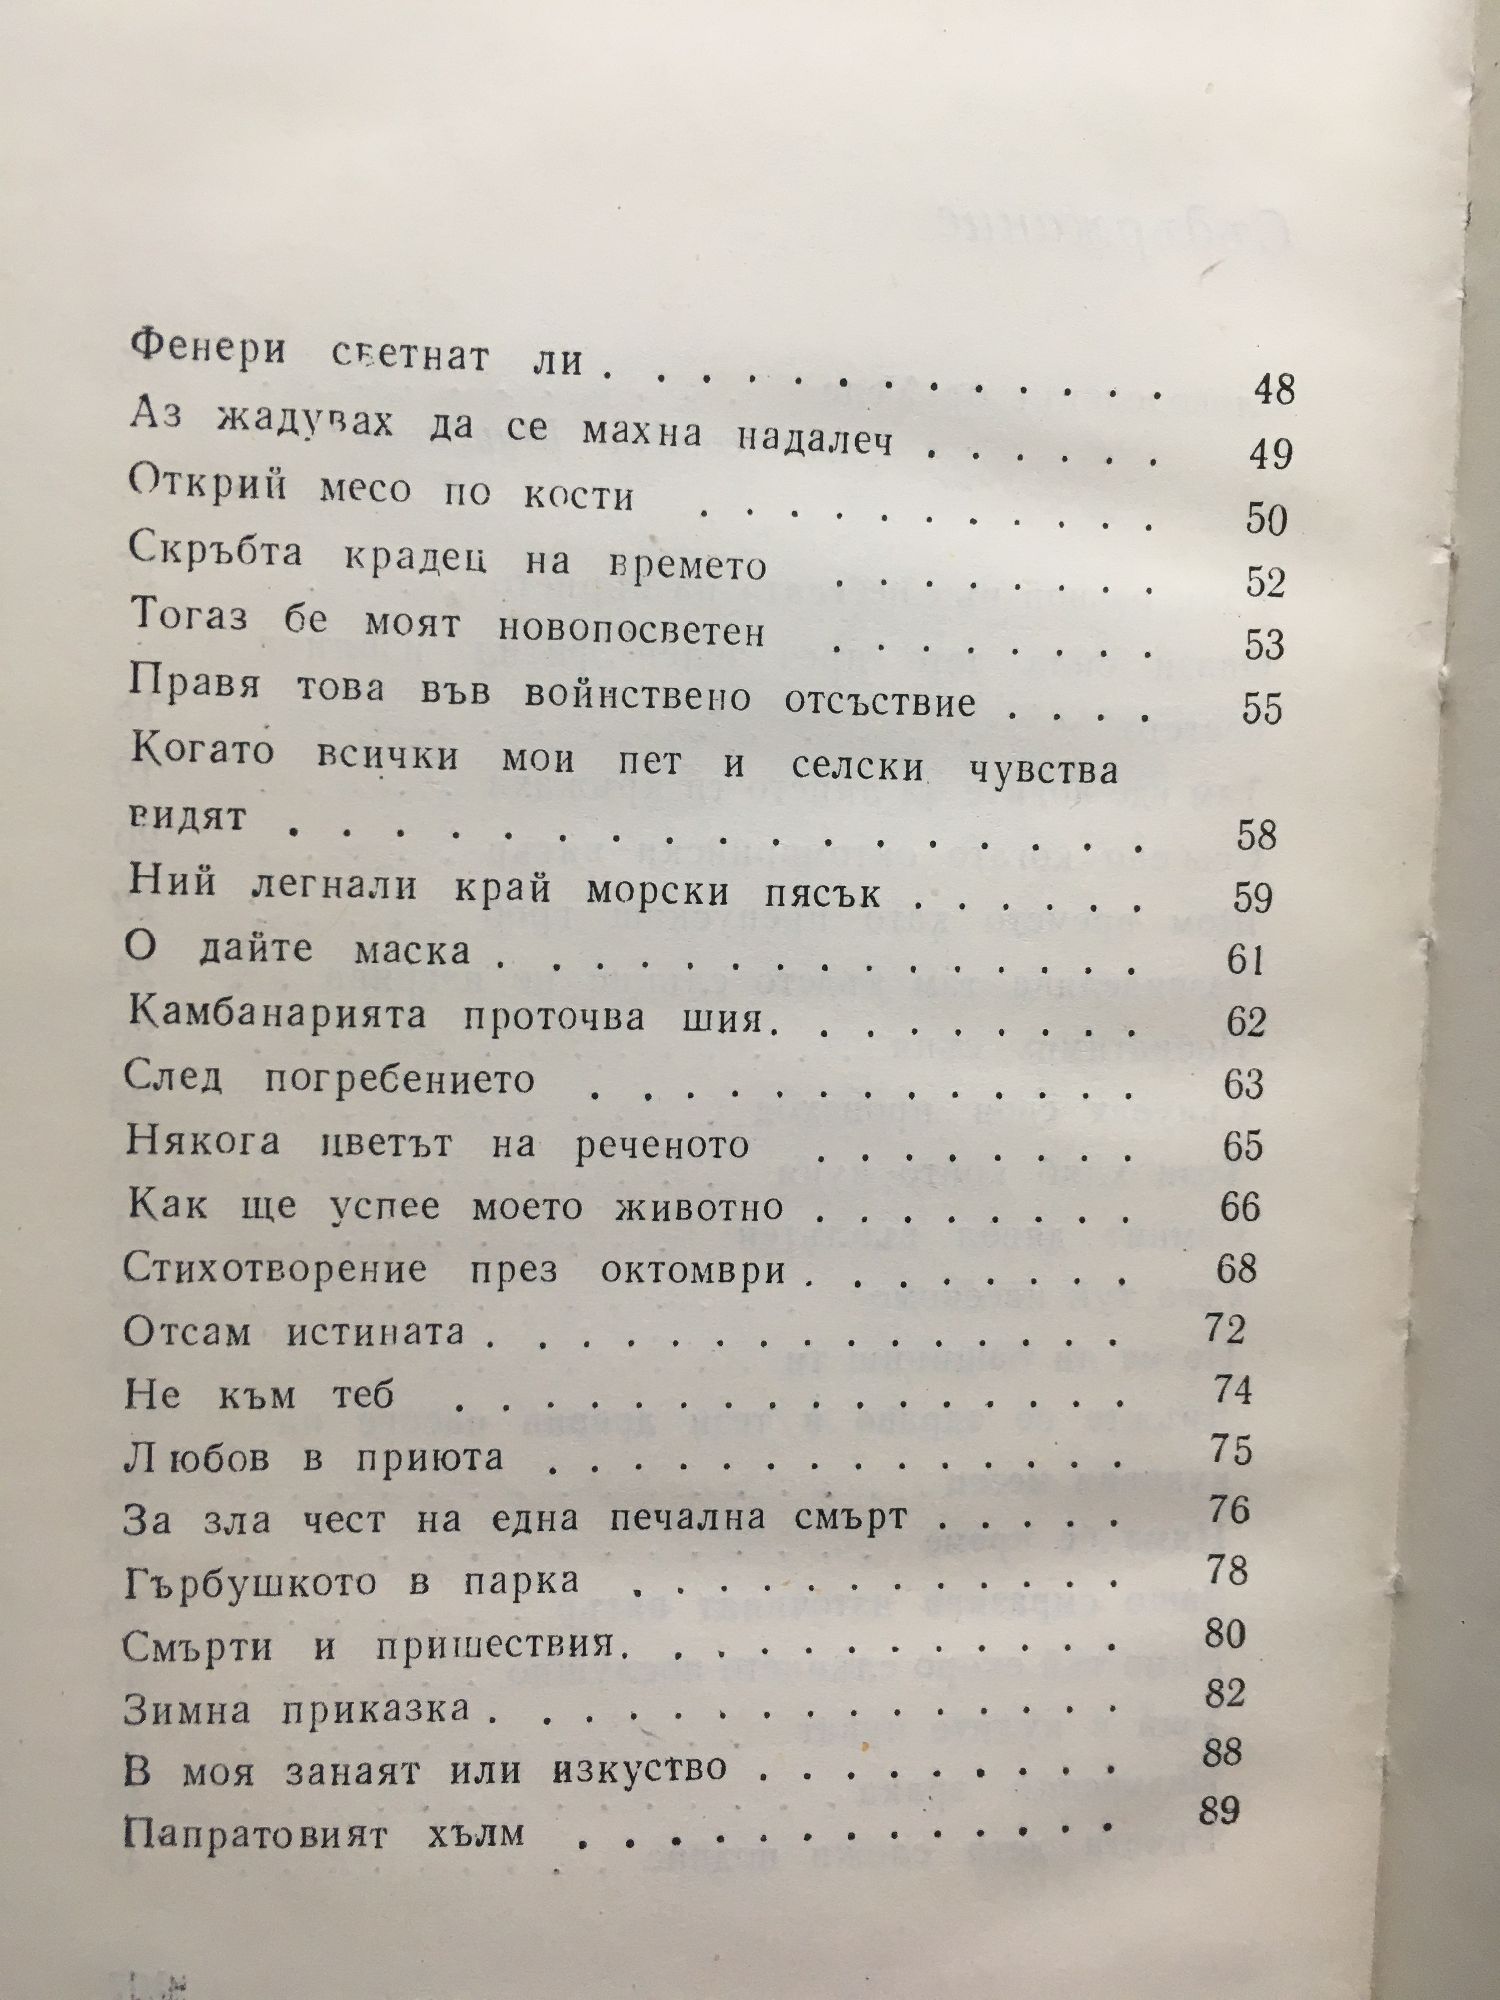 Фенери светнат ли . . . . . . . . . . . . . 48
Аз жадувах да се махна надалеч . . . . . . 49
Открий месо по кости . . . . . . . . . . . 50
Скръбта крадец на времето . . . . . . . . 52
Тогаз бе моят новопосветен . . . . . . . . 53
Правя това във войнствено отсъствие . . . . 55
Когато всички мои пет и селски чувства
видят . . . . . . . . . . . . . . . . . 58
Ний легнали край морски пясък . . . . . . 59
О дайте маска . . . . . . . . . . . . . . . 61
Камбанарията проточва шия . . . . . . . . . 62
След погребението . . . . . . . . . . . . . 63
Някога цветът на реченото . . . . . . . . 65
Как ще успее моето животно . . . . . . . . 66
Стихотворение през октомври . . . . . . . . 68
Отсам истината . . . . . . . . . . . . . . . 72
Не към теб . . . . . . . . . . . . . . . . 74
Любов в приюта . . . . . . . . . . . . . . 75
За зла чест на една печална смърт . . . . . 76
Гърбушкото в парка . . . . . . . . . . . . 78
Смърти и пришествия . . . . . . . . . . . . 80
Зимна приказка . . . . . . . . . . . . . . . 82
В моя занаят или изкуство . . . . . . . . . 88
Папратовият хълм . . . . . . . . . . . . . 89